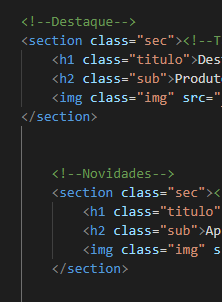 <!--Destaque-->
<section class="sec"><!--T
<h1 class="titulo">Des
<h2 class="sub">Produt
<img class="img" src="
</section>
<!--Novidades-->
<section class="sec"><
<h1 class="titulo"
<h2 class="sub">Ap
<img class="img" s
</section>